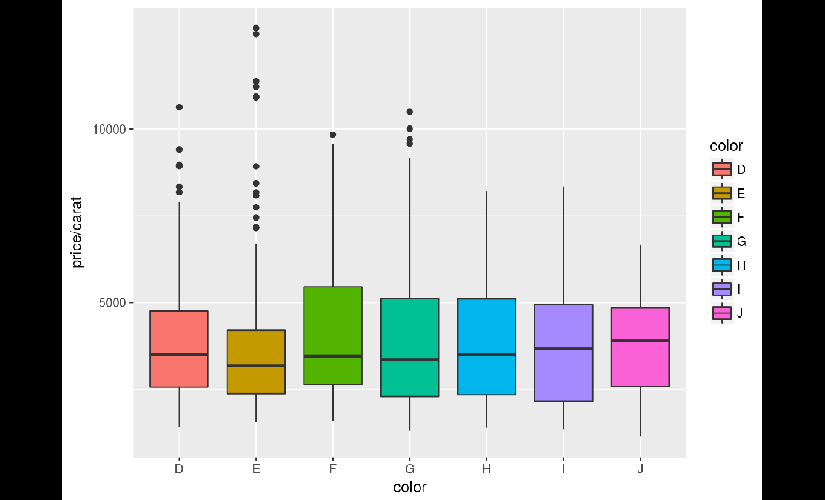 price/carat
10000
5000
D E F G H I J
color
color
D
E
F
G
H
I
J